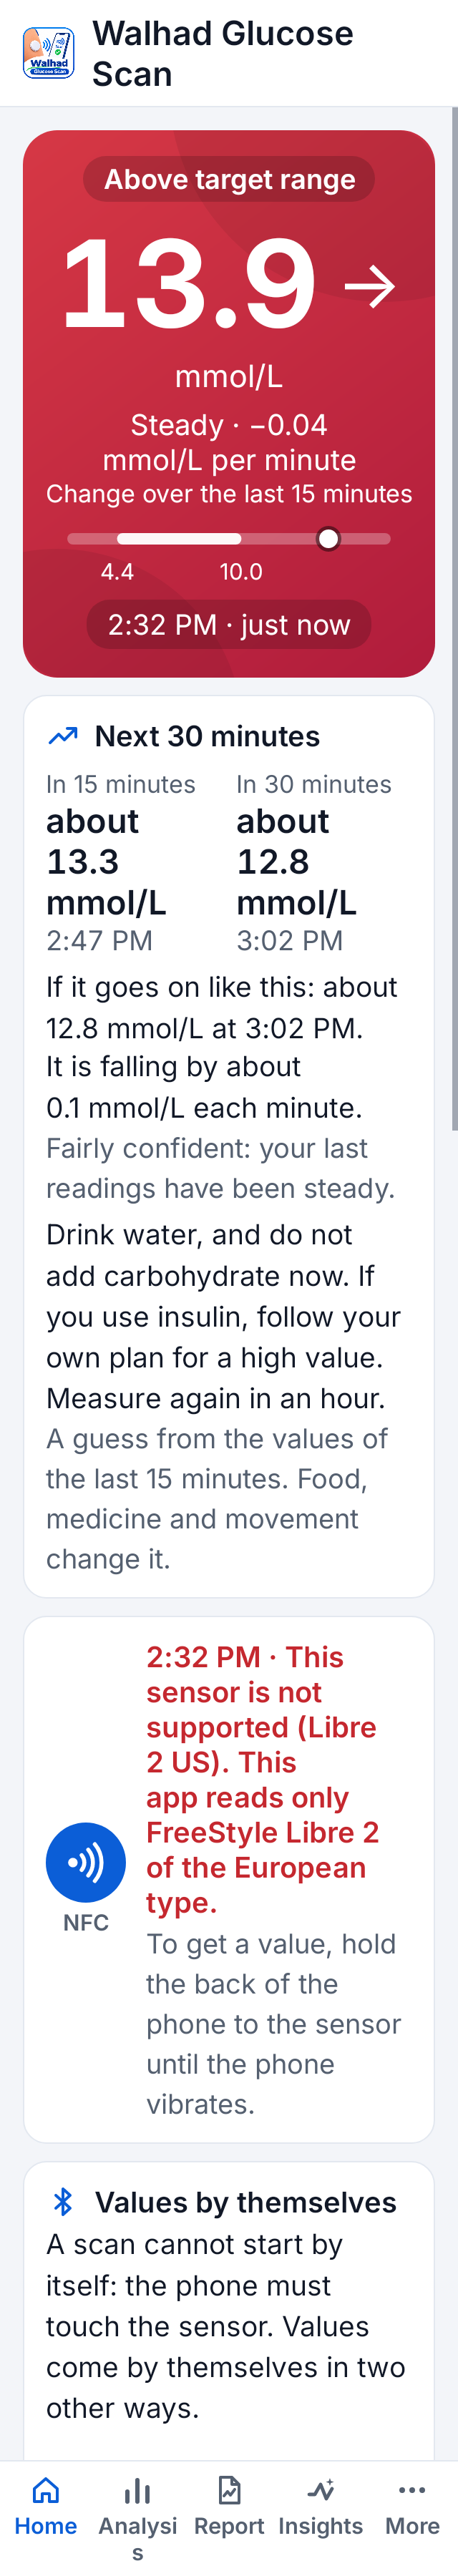 Walhad Glucose
Scan
Walhad
Glucose Scan
Above target range
13.9 →
mmol/L
Steady · −0.04
mmol/L per minute
Change over the last 15 minutes
4.4 10.0
2:32 PM · just now
Next 30 minutes
In 15 minutes
about
13.3
mmol/L
2:47 PM
In 30 minutes
about
12.8
mmol/L
3:02 PM
If it goes on like this: about
12.8 mmol/L at 3:02 PM.
It is falling by about
0.1 mmol/L each minute.
Fairly confident: your last
readings have been steady.
Drink water, and do not
add carbohydrate now. If
you use insulin, follow your
own plan for a high value.
Measure again in an hour.
A guess from the values of
the last 15 minutes. Food,
medicine and movement
change it.
NFC
2:32 PM · This
sensor is not
supported (Libre
2 US). This
app reads only
FreeStyle Libre 2
of the European
type.
To get a value, hold
the back of the
phone to the sensor
until the phone
vibrates.
Values by themselves
A scan cannot start by
itself: the phone must
touch the sensor. Values
come by themselves in two
other ways.
Home
Analysi
s
Report
Insights
More